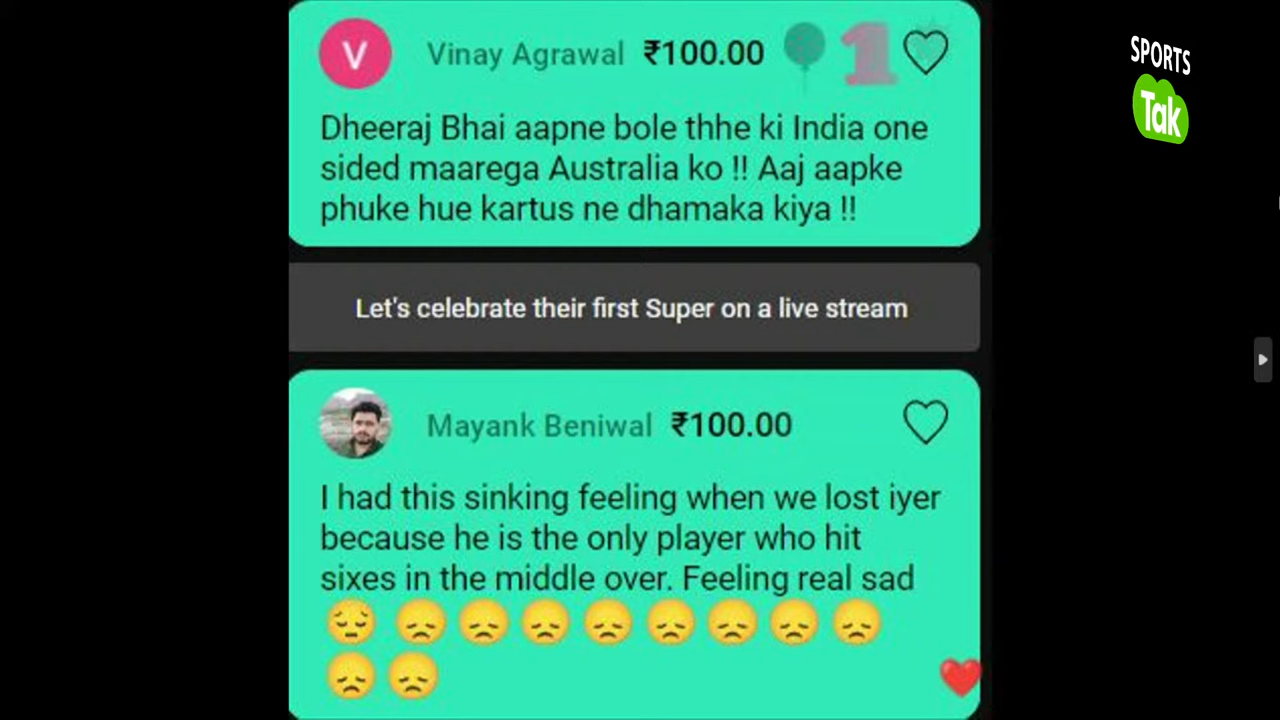 V
Vinay Agrawal ₹100.00
1
SPORTS
Tak
Dheeraj Bhai aapne bole thhe ki India one
sided maarega Australia ko !! Aaj aapke
phuke hue kartus ne dhamaka kiya !!
Let's celebrate their first Super on a live stream
Mayank Beniwal ₹100.00
I had this sinking feeling when we lost iyer
because he is the only player who hit
sixes in the middle over. Feeling real sad
😔 😞 😞 😞 😞 😞 😞 😞 😞
😞 😞